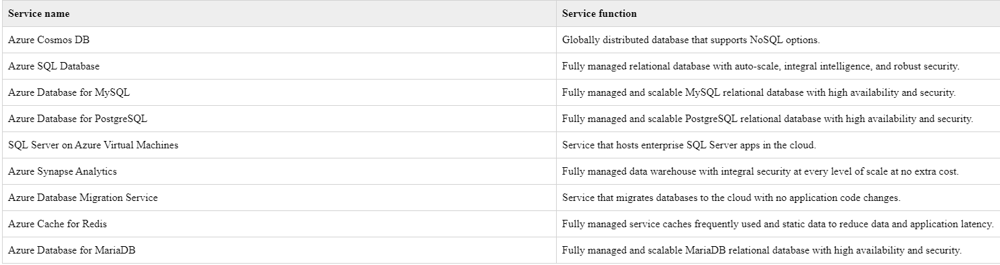 Service name Service function
Azure Cosmos DB Globally distributed database that supports NoSQL options.
Azure SQL Database Fully managed relational database with auto-scale, integral intelligence, and robust security.
Azure Database for MySQL Fully managed and scalable MySQL relational database with high availability and security.
Azure Database for PostgreSQL Fully managed and scalable PostgreSQL relational database with high availability and security.
SQL Server on Azure Virtual Machines Service that hosts enterprise SQL Server apps in the cloud.
Azure Synapse Analytics Fully managed data warehouse with integral security at every level of scale at no extra cost.
Azure Database Migration Service Service that migrates databases to the cloud with no application code changes.
Azure Cache for Redis Fully managed service caches frequently used and static data to reduce data and application latency.
Azure Database for MariaDB Fully managed and scalable MariaDB relational database with high availability and security.